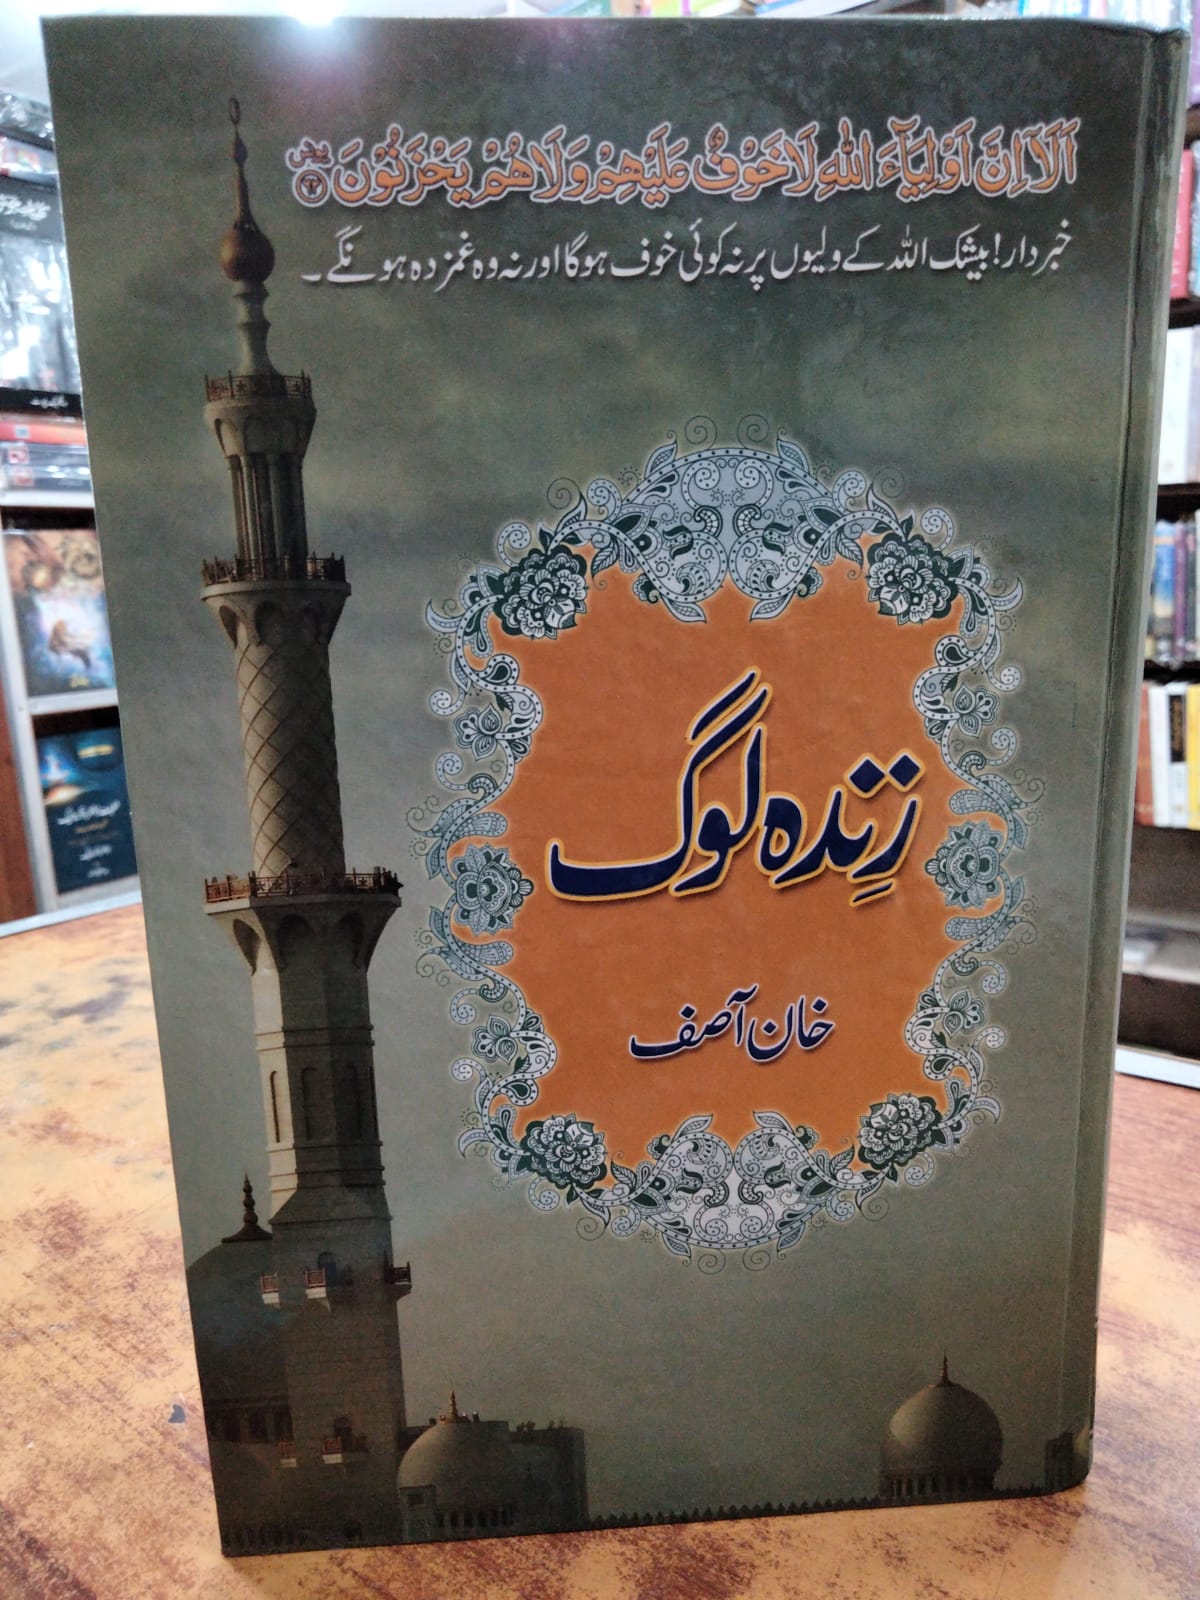 اَلَاۤ اِنَّ اَوْلِیَآءَ اللّٰهِ لَا خَوْفٌ عَلَیْهِمْ وَلَا هُمْ یَحْزَنُوْنَ
خبردار! بیشک اللہ کے ولیوں پر نہ کوئی خوف ہوگا اور نہ وہ غمزدہ ہونگے۔
زِندہ لوگ
خان آصف